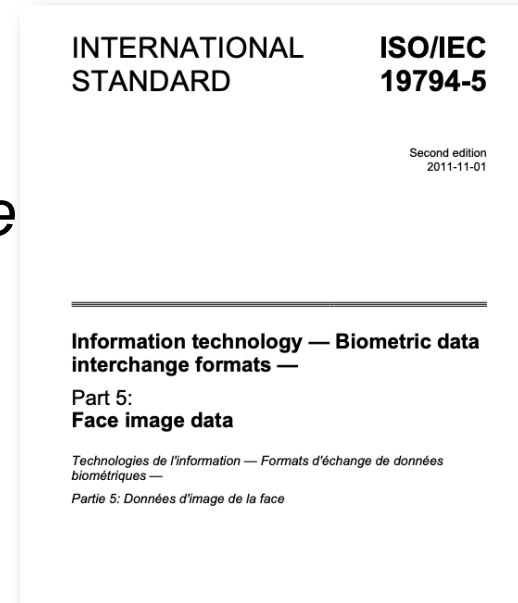 INTERNATIONAL STANDARD
ISO/IEC 19794-5
Second edition
2011-11-01
e
Information technology — Biometric data
interchange formats —
Part 5:
Face image data
Technologies de l'information — Formats d'échange de données
biométriques —
Partie 5: Données d'image de la face